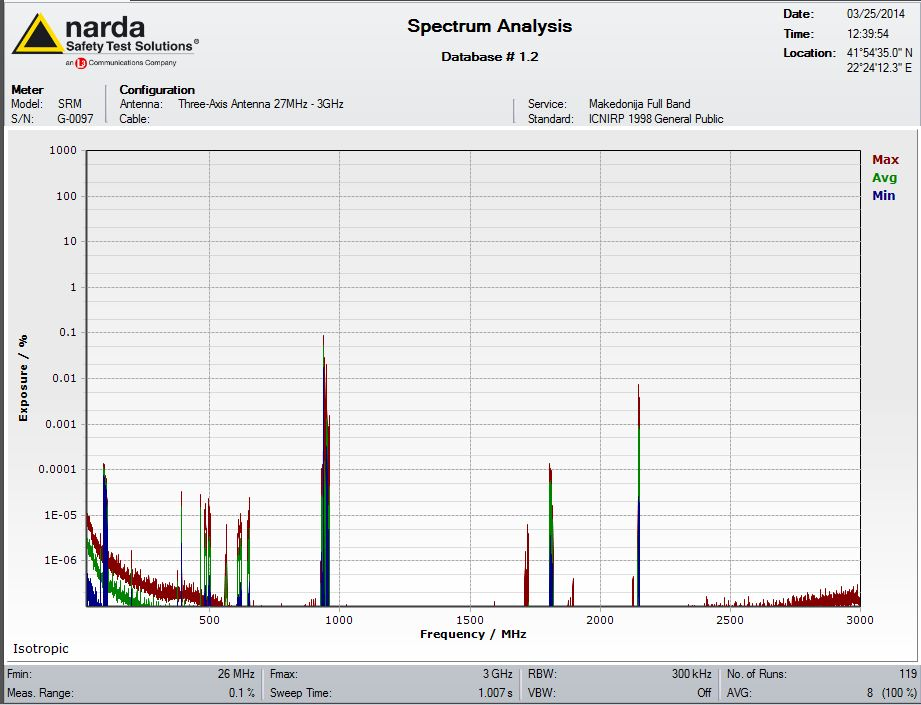 narda
Safety Test Solutions®
an L3 Communications Company
Spectrum Analysis
Database # 1.2
Date: 03/25/2014
Time: 12:39:54
Location: 41°54'35.0" N
22°24'12.3" E
Meter
Model: SRM
S/N: G-0097
Configuration
Antenna: Three-Axis Antenna 27MHz - 3GHz
Cable:
Service: Makedonija Full Band
Standard: ICNIRP 1998 General Public
Max
Avg
Min
Exposure / %
1000
100
10
1
0.1
0.01
0.001
0.0001
1E-05
1E-06
500 1000 1500 2000 2500 3000
Frequency / MHz
Isotropic
Fmin: 26 MHz Fmax: 3 GHz RBW: 300 kHz No. of Runs: 119
Meas. Range: 0.1 % Sweep Time: 1.007 s VBW: Off AVG: 8 (100 %)